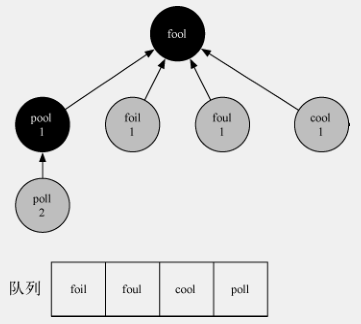 fool
pool
1
foil
1
foul
1
cool
1
poll
2
队列 foil foul cool poll